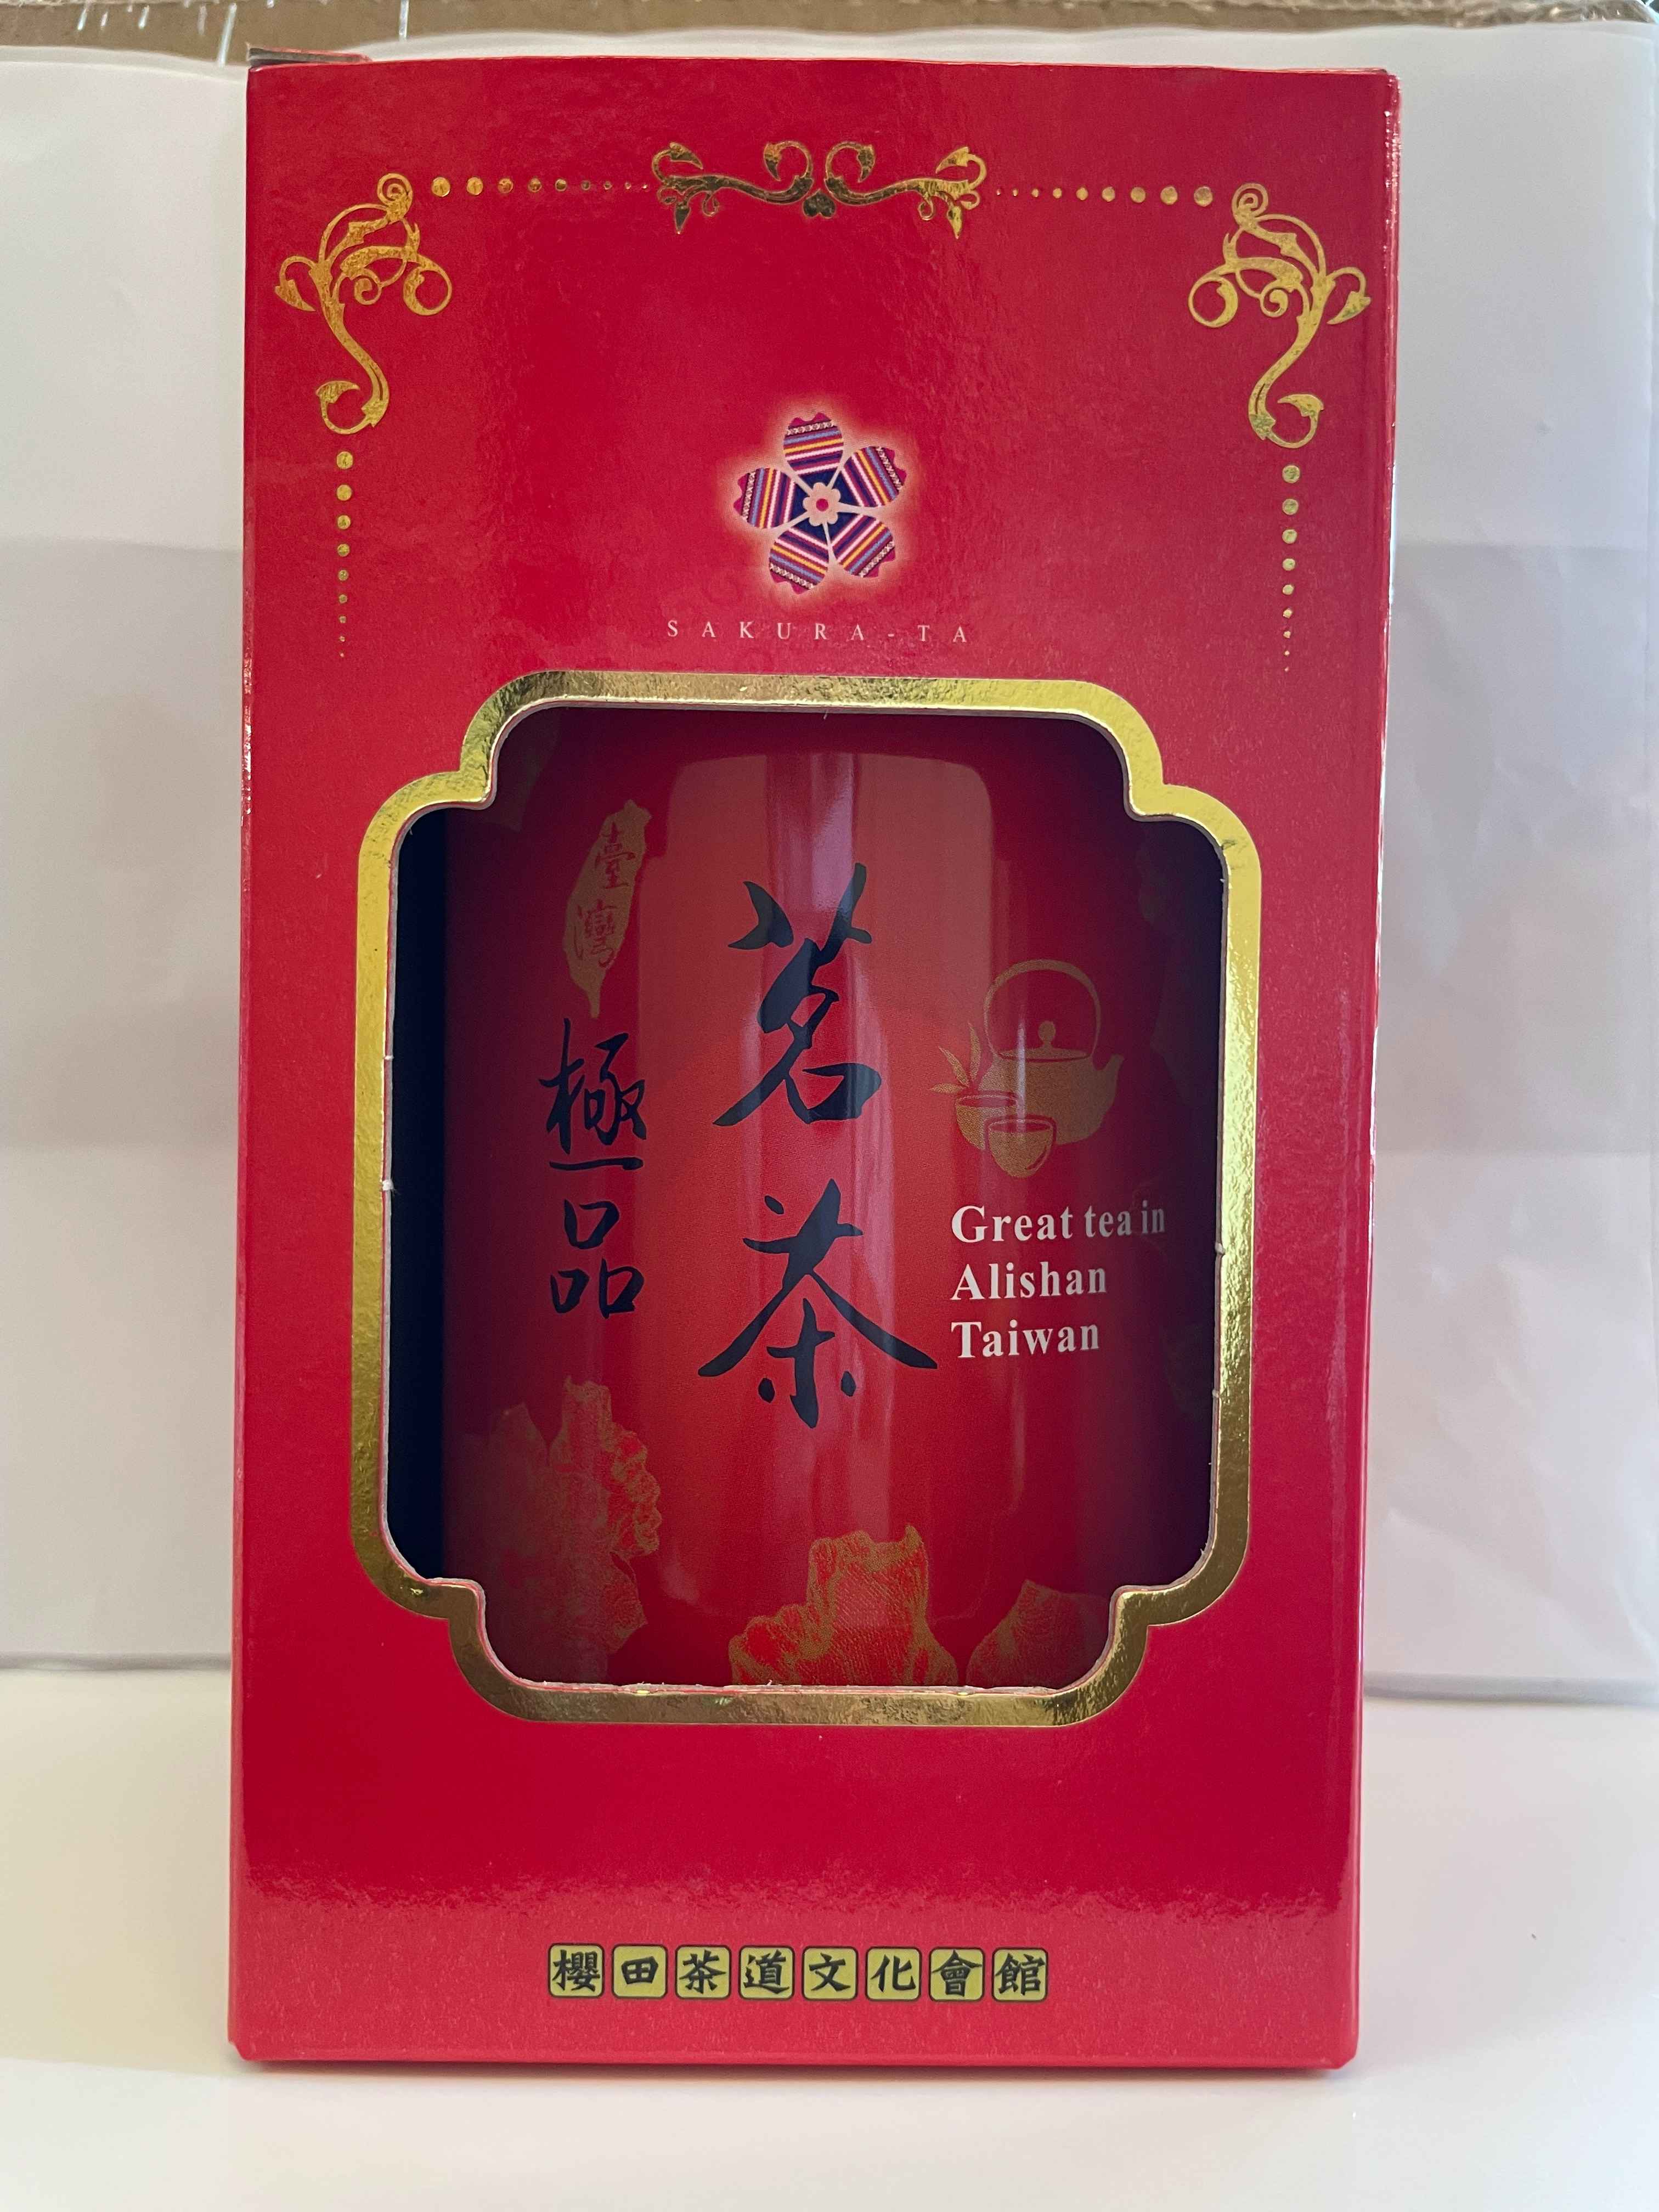 SAKURA-TA
臺灣
極品
茗茶
Great tea in
Alishan
Taiwan
櫻田茶道文化會館